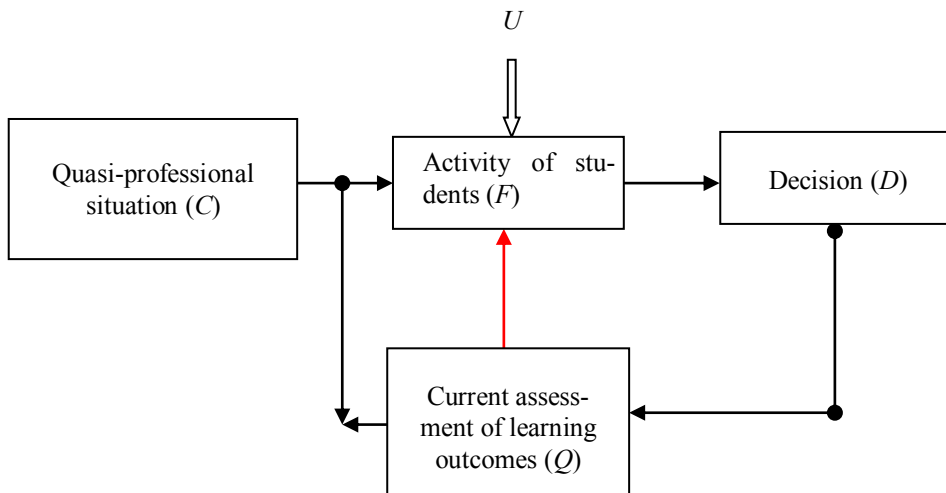 U
Quasi-professional
situation (C)
Activity of stu-
dents (F)
Decision (D)
Current assess-
ment of learning
outcomes (Q)